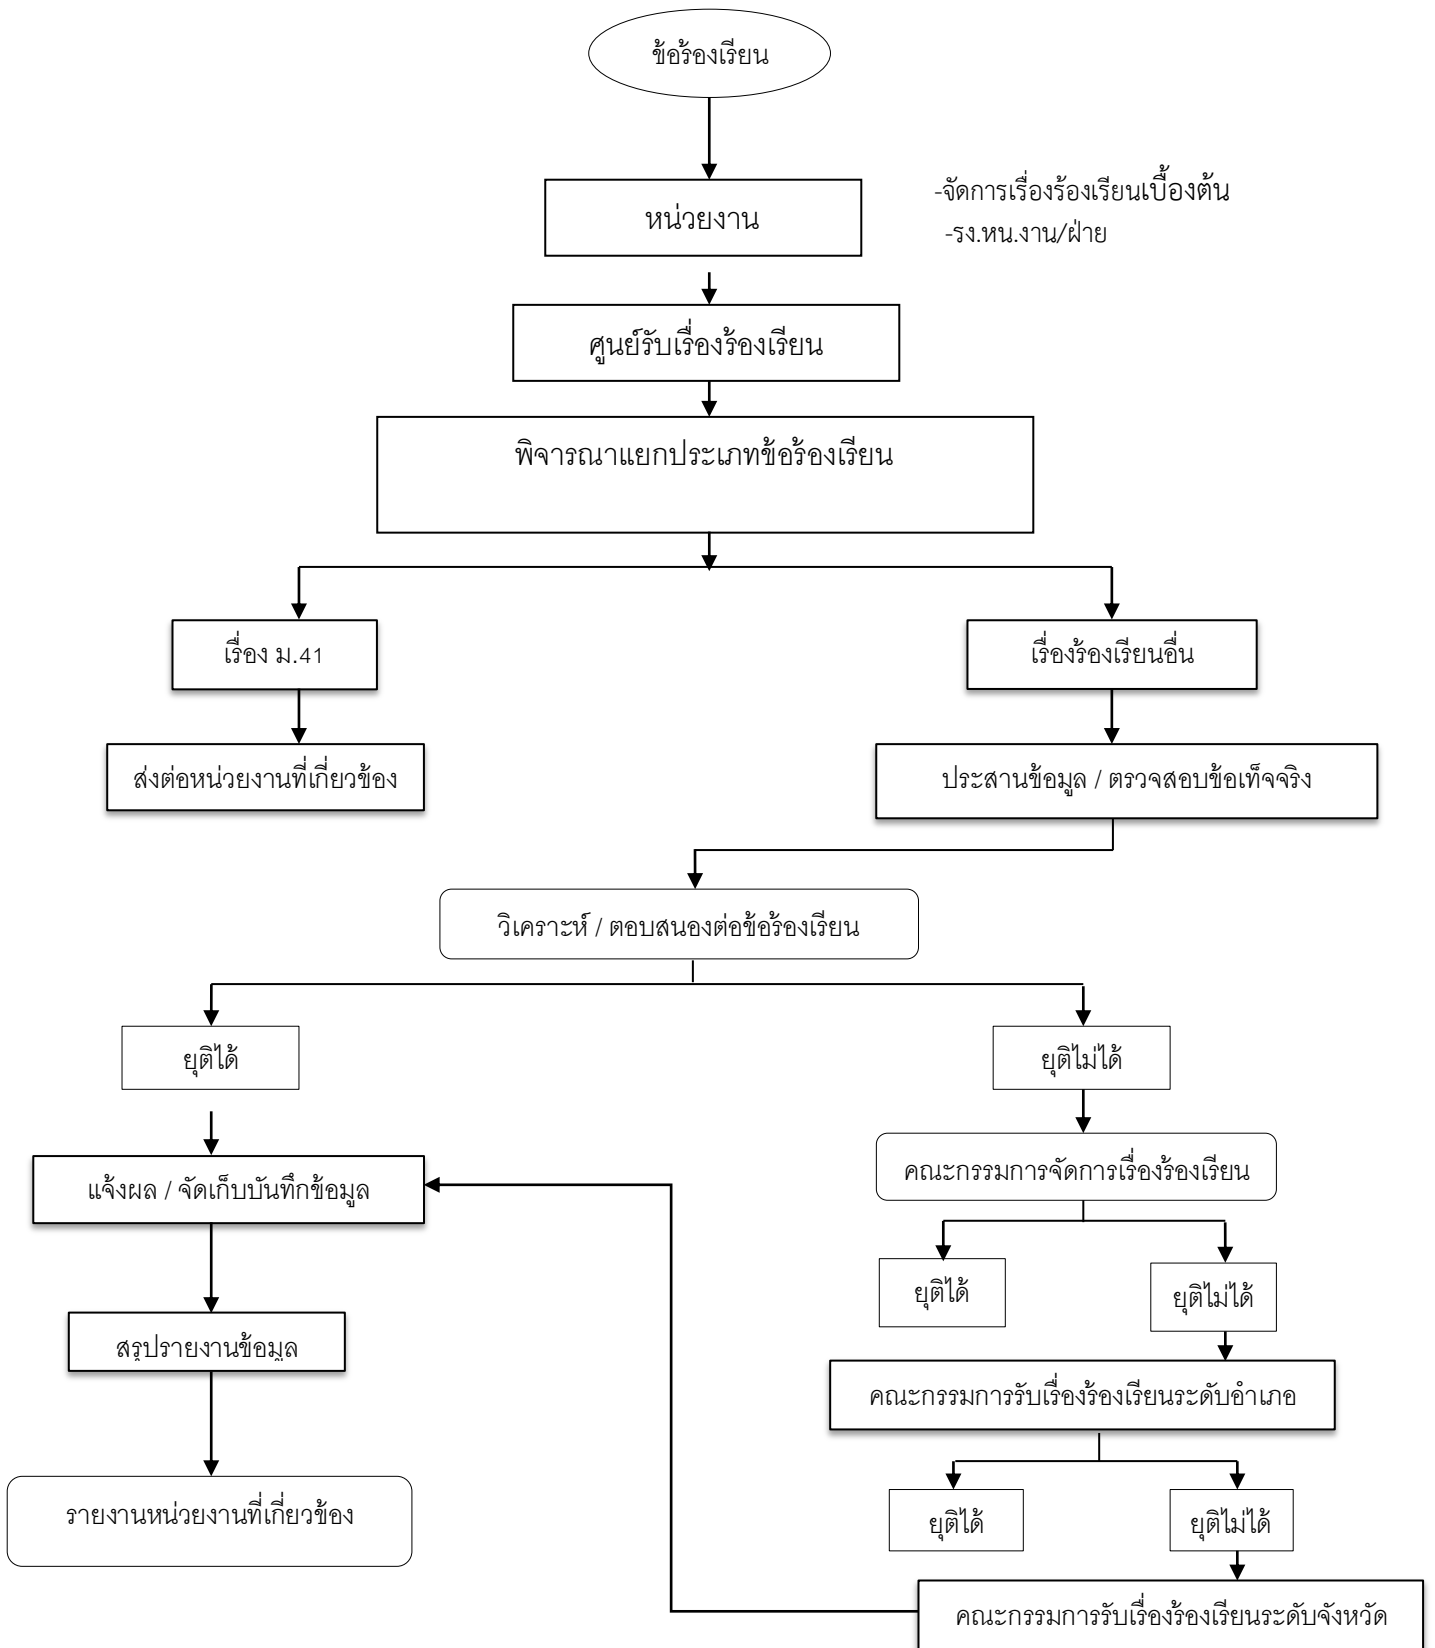 ข้อร้องเรียน
หน่วยงาน
-จัดการเรื่องร้องเรียนเบื้องต้น
-รง.หน.งาน/ฝ่าย
ศูนย์รับเรื่องร้องเรียน
พิจารณาแยกประเภทข้อร้องเรียน
เรื่อง ม.41
เรื่องร้องเรียนอื่น
ส่งต่อหน่วยงานที่เกี่ยวข้อง
ประสานข้อมูล / ตรวจสอบข้อเท็จจริง
วิเคราะห์ / ตอบสนองต่อข้อร้องเรียน
ยุติได้
ยุติไม่ได้
คณะกรรมการจัดการเรื่องร้องเรียน
แจ้งผล / จัดเก็บบันทึกข้อมูล
ยุติได้
ยุติไม่ได้
สรุปรายงานข้อมูล
คณะกรรมการรับเรื่องร้องเรียนระดับอำเภอ
รายงานหน่วยงานที่เกี่ยวข้อง
ยุติได้
ยุติไม่ได้
คณะกรรมการรับเรื่องร้องเรียนระดับจังหวัด